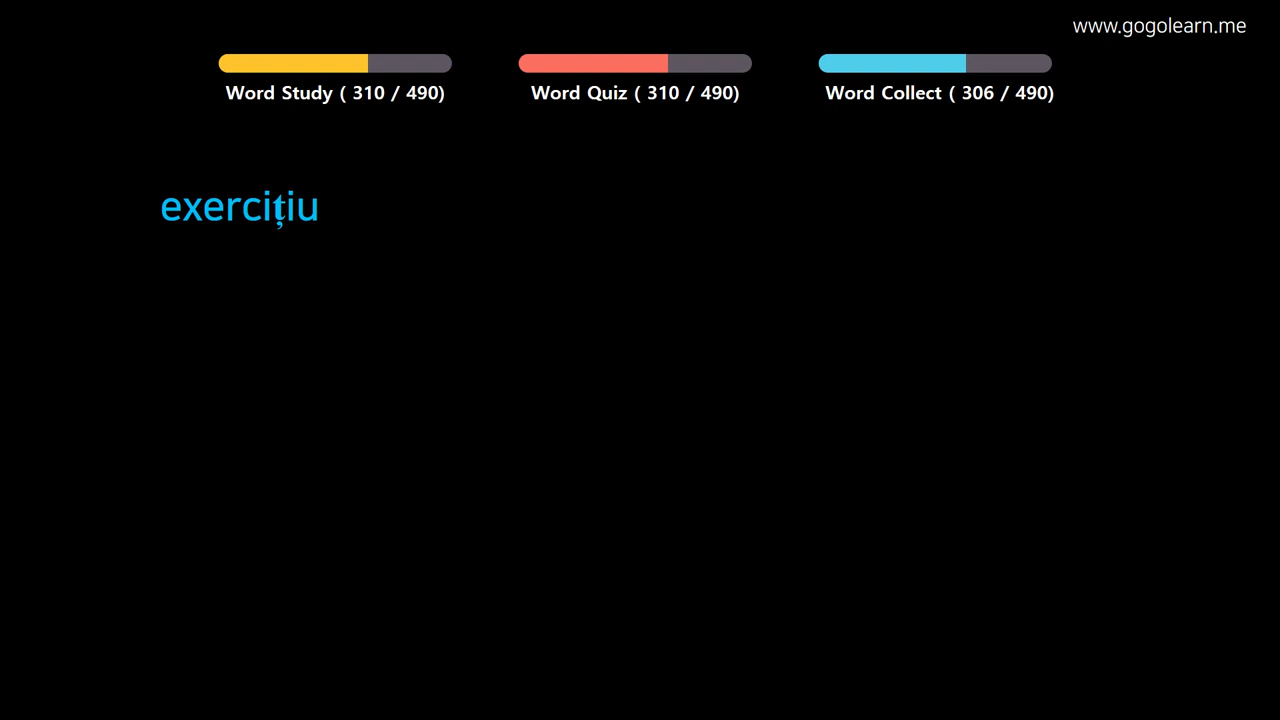 www.gogolearn.me
Word Study ( 310 / 490)
Word Quiz ( 310 / 490)
Word Collect ( 306 / 490)
exercițiu